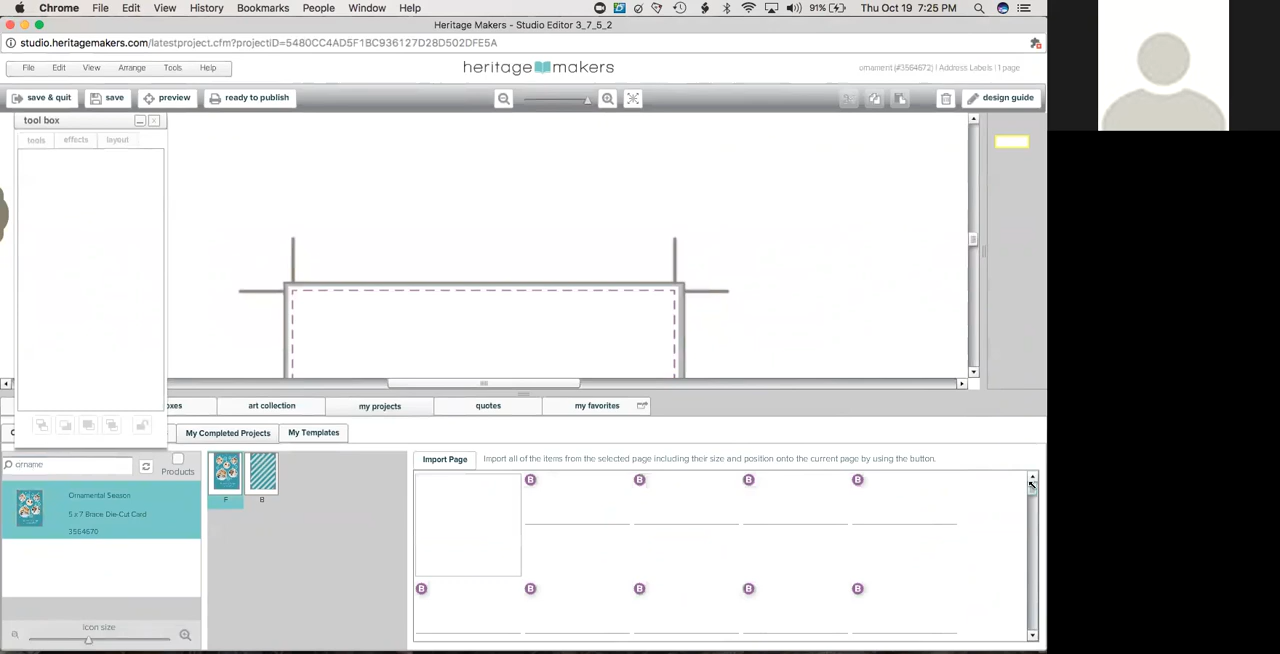 Chrome File Edit View History Bookmarks People Window Help 91% Thu Oct 19 7:25 PM
Heritage Makers - Studio Editor 3_7_5_2
studio.heritagemakers.com/latestproject.cfm?projectID=5480CC4AD5F1BC936127D28D502DFE5A
File Edit View Arrange Tools Help heritage makers ornament (#3564672) | Address Labels | 1 page
save & quit save preview ready to publish design guide
tool box
tools effects layout
art collection my projects quotes my favorites
My Completed Projects My Templates
orname Products
Import Page Import all of the items from the selected page including their size and position onto the current page by using the button.
Ornamental Season
5 x 7 Brace Die-Cut Card
3564670
F B
B B B B
B B B B B
Icon size